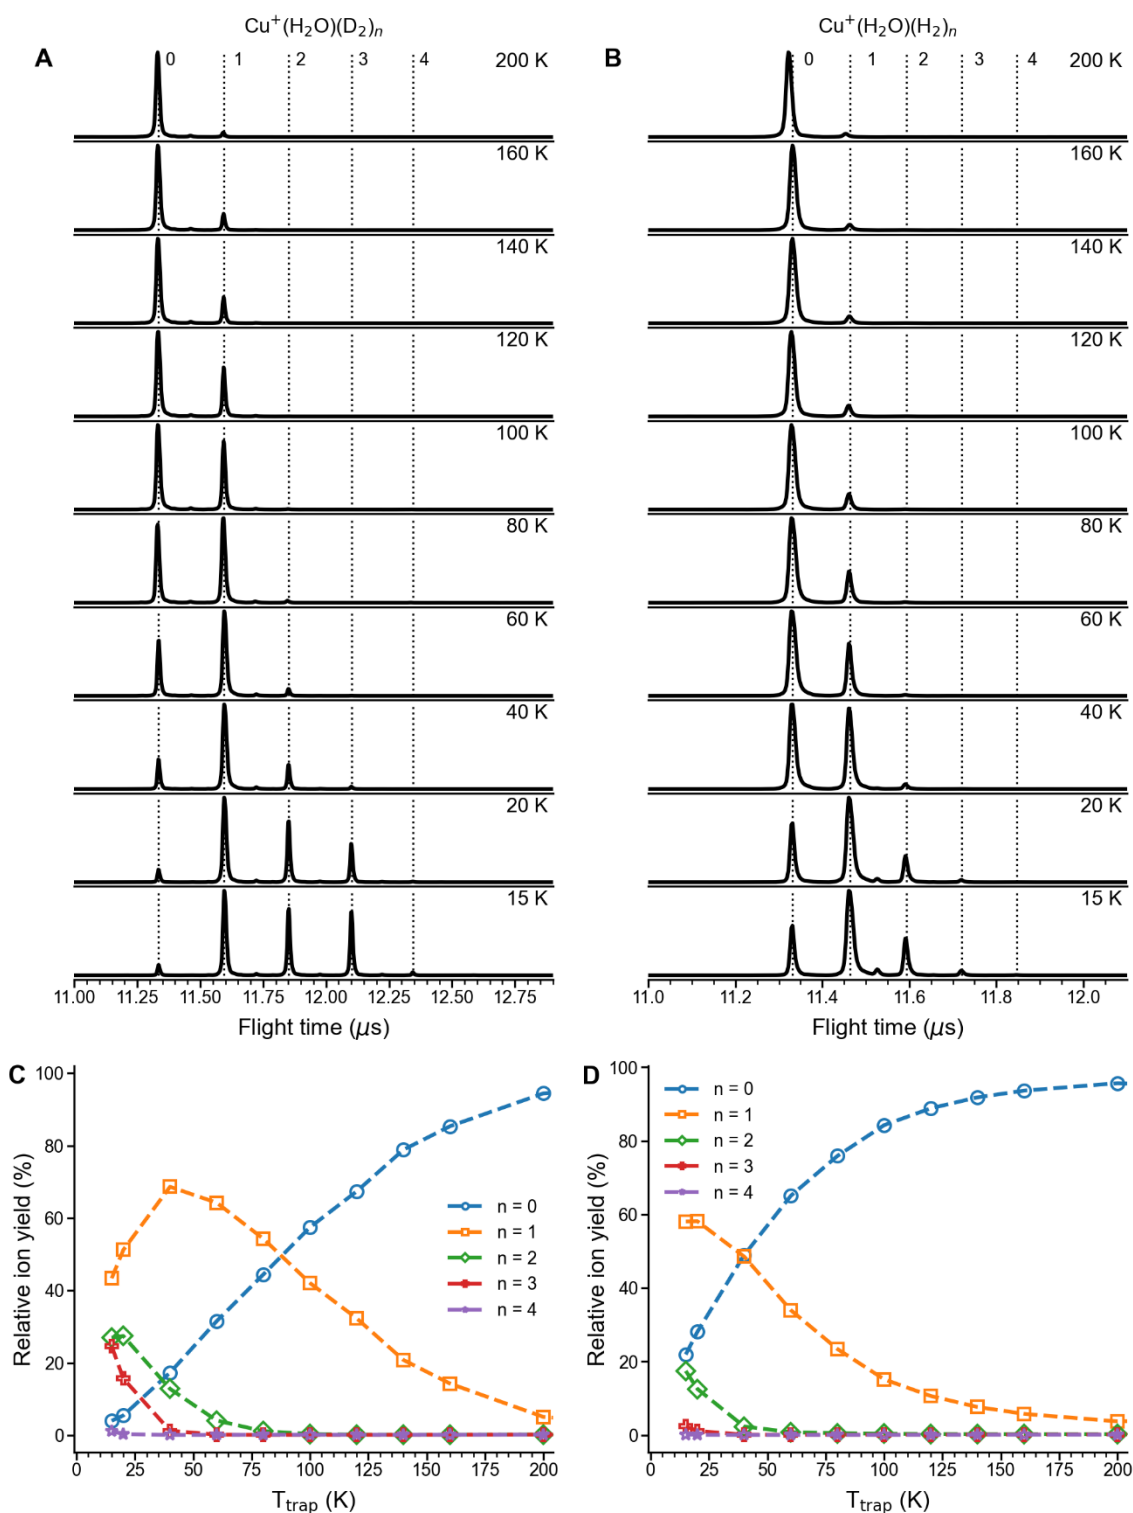 A
Cu⁺(H₂O)(D₂)ₙ
0 1 2 3 4 200 K
160 K
140 K
120 K
100 K
80 K
60 K
40 K
20 K
15 K
11.00 11.25 11.50 11.75 12.00 12.25 12.50 12.75
Flight time (μs)
B
Cu⁺(H₂O)(H₂)ₙ
0 1 2 3 4 200 K
160 K
140 K
120 K
100 K
80 K
60 K
40 K
20 K
15 K
11.0 11.2 11.4 11.6 11.8 12.0
Flight time (μs)
C
Relative ion yield (%)
100
80
60
40
20
0
n = 0
n = 1
n = 2
n = 3
n = 4
0 25 50 75 100 125 150 175 200
T_trap (K)
D
Relative ion yield (%)
100
80
60
40
20
0
n = 0
n = 1
n = 2
n = 3
n = 4
0 25 50 75 100 125 150 175 200
T_trap (K)